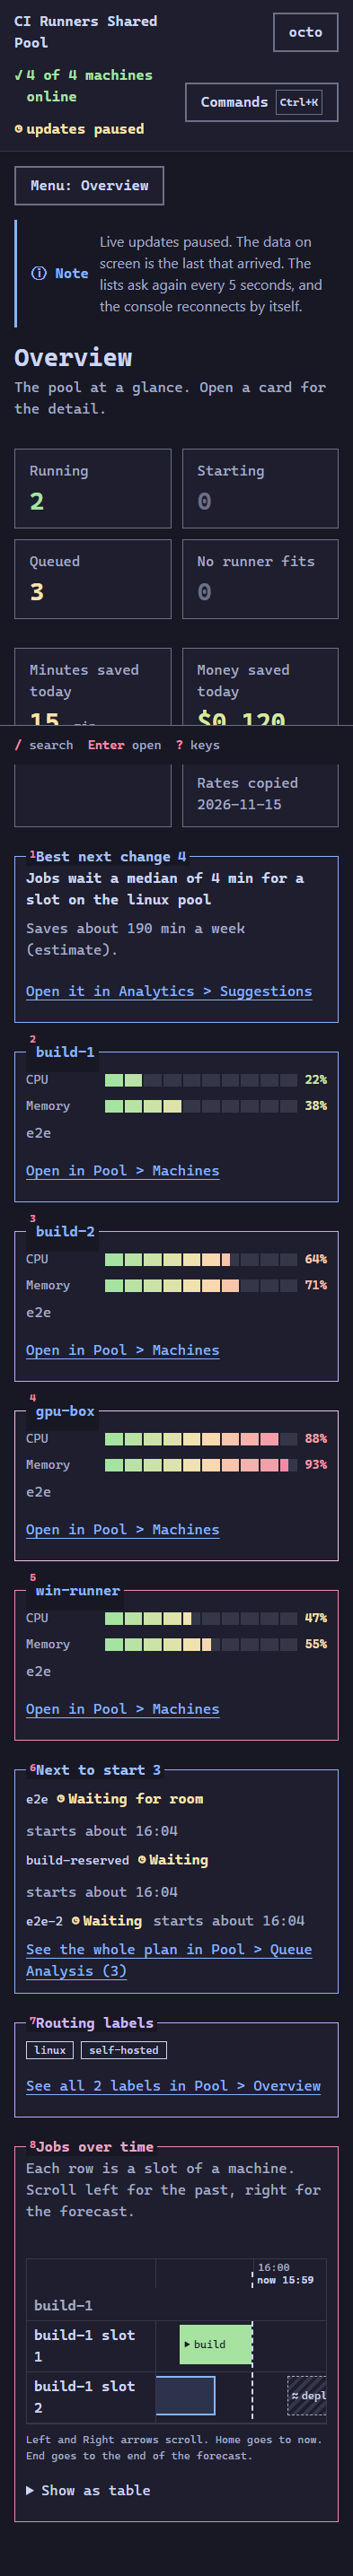 CI Runners Shared
Pool
octo
✓4 of 4 machines
online
updates paused
Commands Ctrl+K
Menu: Overview
Note
Live updates paused. The data on
screen is the last that arrived. The
lists ask again every 5 seconds, and
the console reconnects by itself.
Overview
The pool at a glance. Open a card for
the detail.
Running
2
Starting
0
Queued
3
No runner fits
0
Minutes saved
today
15
Money saved
today
$0.120
/ search Enter open ? keys
Rates copied
2026-11-15
1Best next change 4
Jobs wait a median of 4 min for a
slot on the linux pool
Saves about 190 min a week
(estimate).
Open it in Analytics > Suggestions
2
build-1
CPU 22%
Memory 38%
e2e
Open in Pool > Machines
3
build-2
CPU 64%
Memory 71%
e2e
Open in Pool > Machines
4
gpu-box
CPU 88%
Memory 93%
e2e
Open in Pool > Machines
5
win-runner
CPU 47%
Memory 55%
e2e
Open in Pool > Machines
6Next to start 3
e2e Waiting for room
starts about 16:04
build-reserved Waiting
starts about 16:04
e2e-2 Waiting starts about 16:04
See the whole plan in Pool > Queue
Analysis (3)
7Routing labels
linux self-hosted
See all 2 labels in Pool > Overview
8Jobs over time
Each row is a slot of a machine.
Scroll left for the past, right for
the forecast.
16:00
now 15:59
build-1
build-1 slot
1
build
build-1 slot
2
depl
Left and Right arrows scroll. Home goes to now.
End goes to the end of the forecast.
Show as table